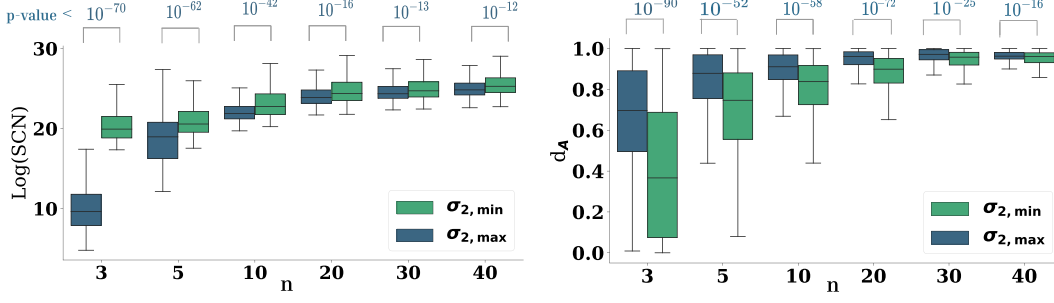 p-value < 10⁻⁷⁰ 10⁻⁶² 10⁻⁴² 10⁻¹⁶ 10⁻¹³ 10⁻¹²
30
20
10
Log(SCN)
σ₂,min
σ₂,max
3 5 10 20 30 40
n
10⁻⁹⁰ 10⁻⁵² 10⁻⁵⁸ 10⁻⁷² 10⁻²⁵ 10⁻¹⁶
1.0
0.8
0.6
0.4
0.2
0.0
d_A
σ₂,min
σ₂,max
3 5 10 20 30 40
n